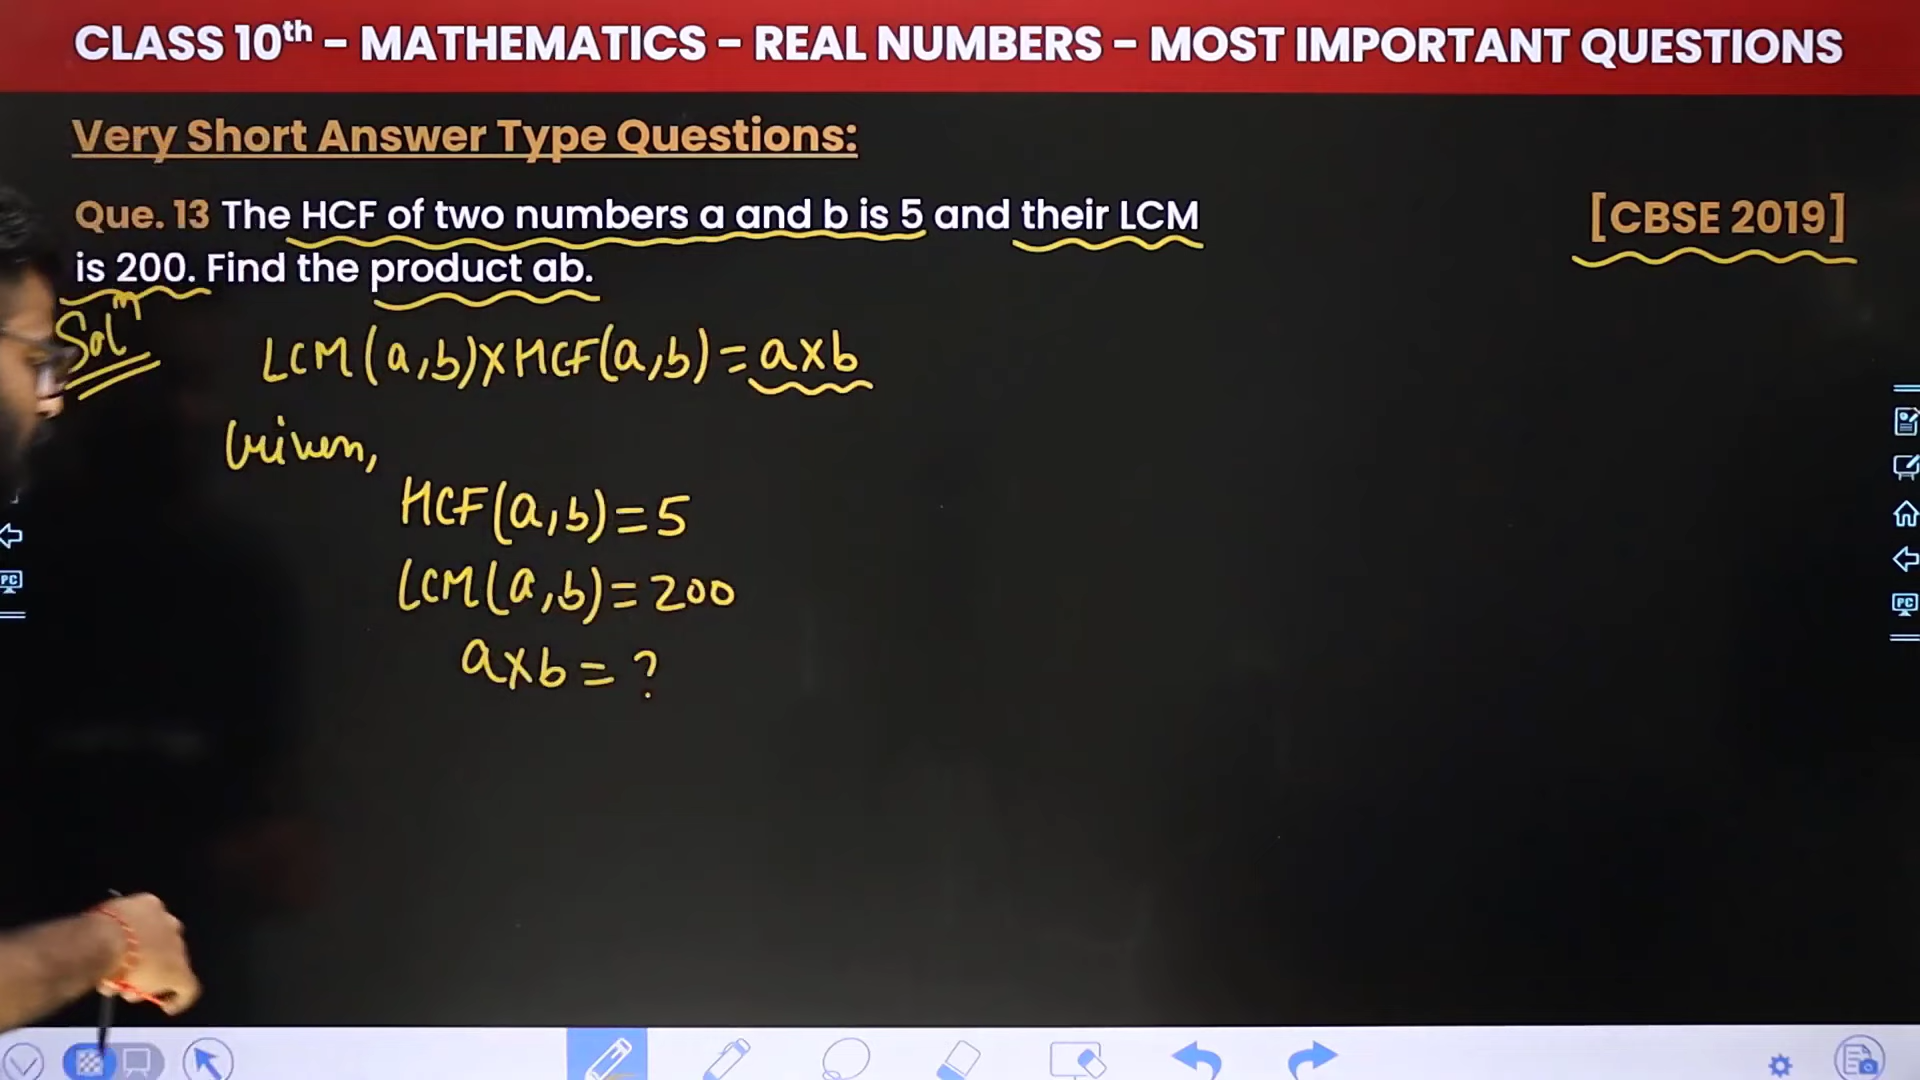 CLASS 10th - MATHEMATICS - REAL NUMBERS - MOST IMPORTANT QUESTIONS
Very Short Answer Type Questions:
Que. 13 The HCF of two numbers a and b is 5 and their LCM [CBSE 2019]
is 200. Find the product ab.
Solⁿ
LCM(a,b)×HCF(a,b)=a×b
Given,
HCF(a,b)=5
LCM(a,b)=200
a×b=?
PC
PC